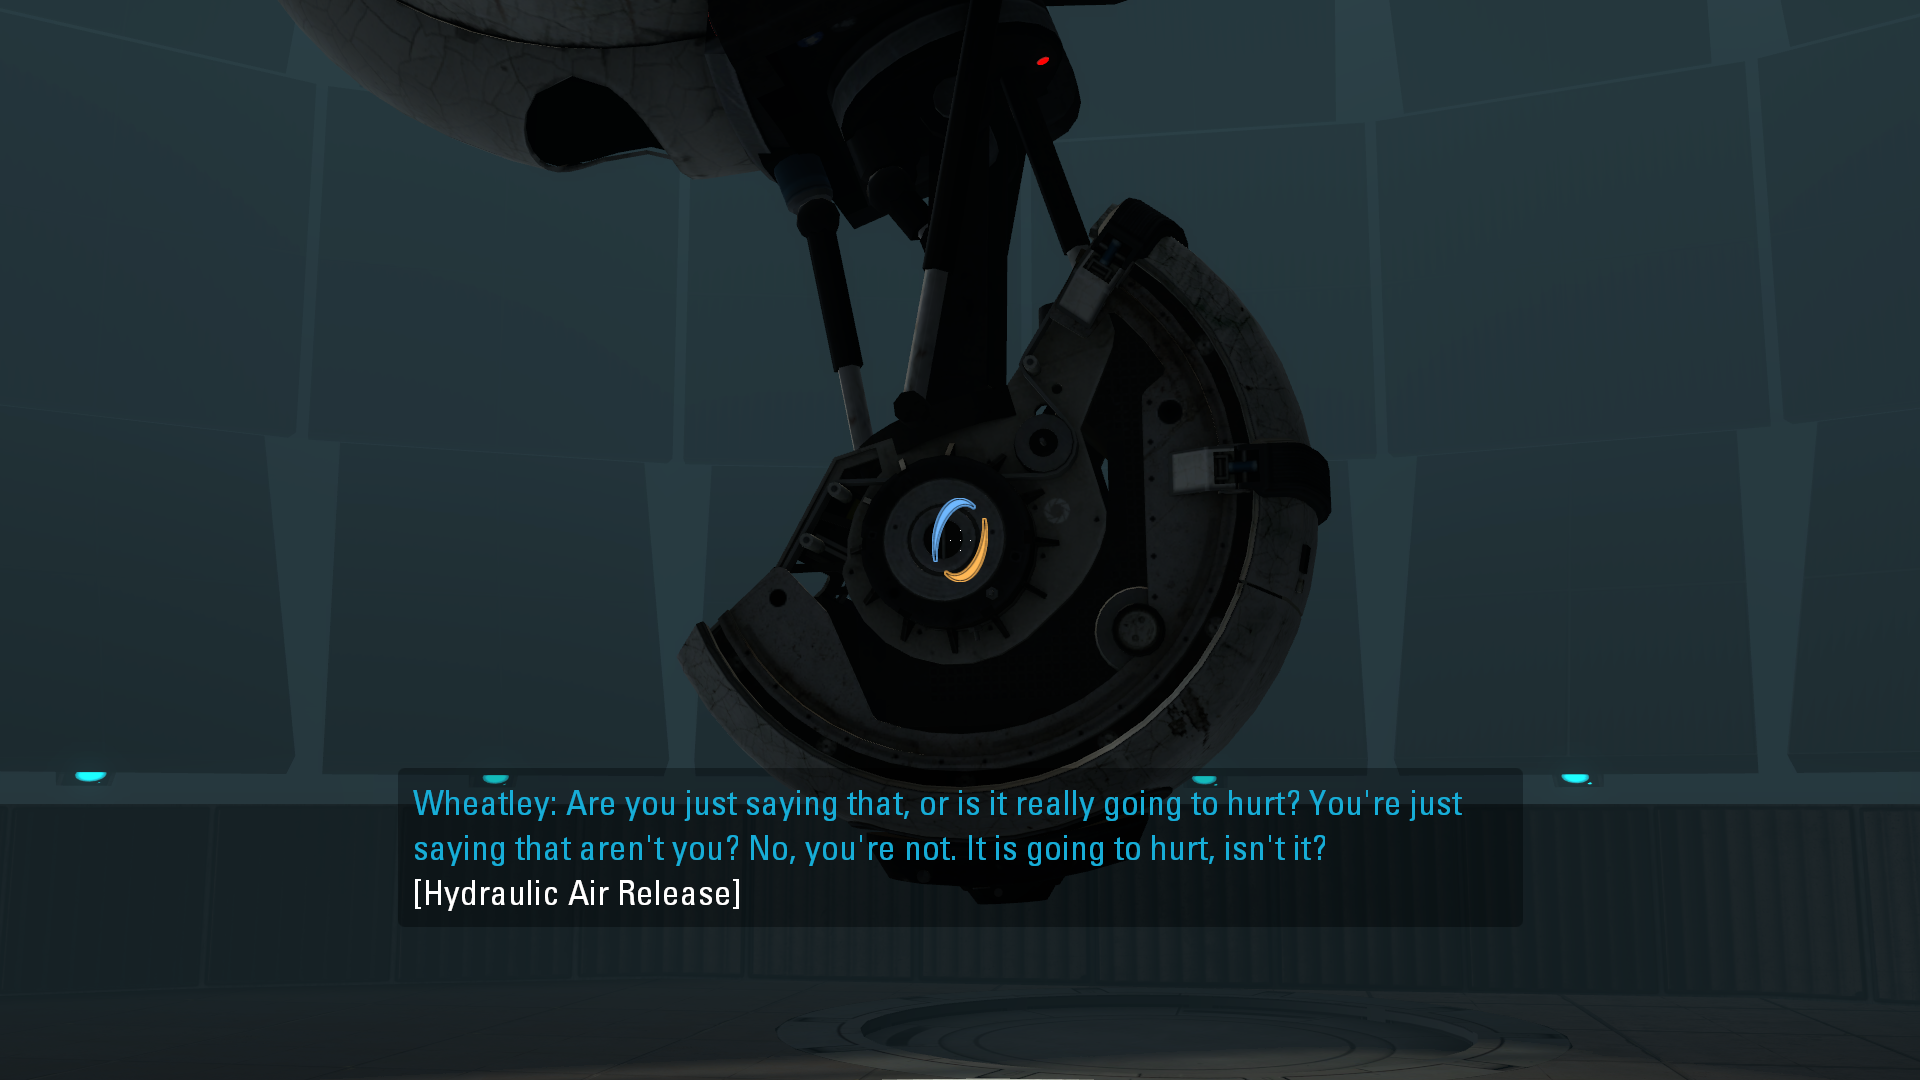 Wheatley: Are you just saying that, or is it really going to hurt? You're just
saying that aren't you? No, you're not. It is going to hurt, isn't it?
[Hydraulic Air Release]